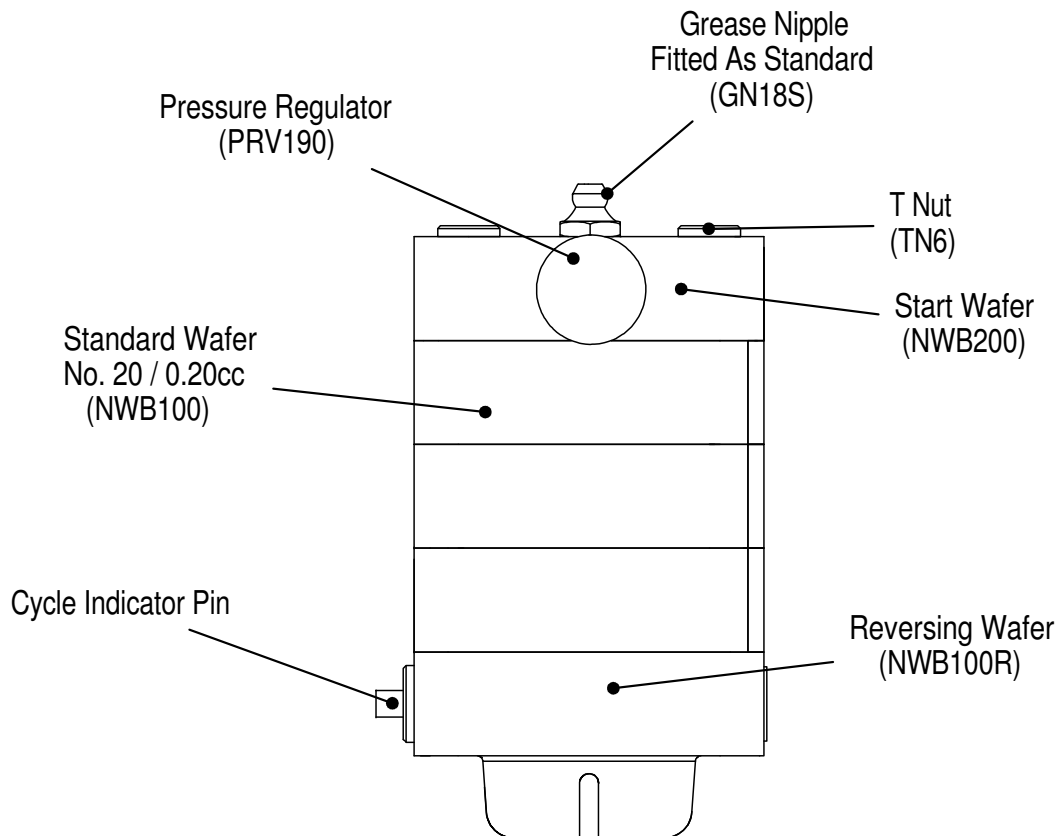 Grease Nipple
Fitted As Standard
(GN18S)
Pressure Regulator
(PRV190)
T Nut
(TN6)
Start Wafer
(NWB200)
Standard Wafer
No. 20 / 0.20cc
(NWB100)
Cycle Indicator Pin
Reversing Wafer
(NWB100R)